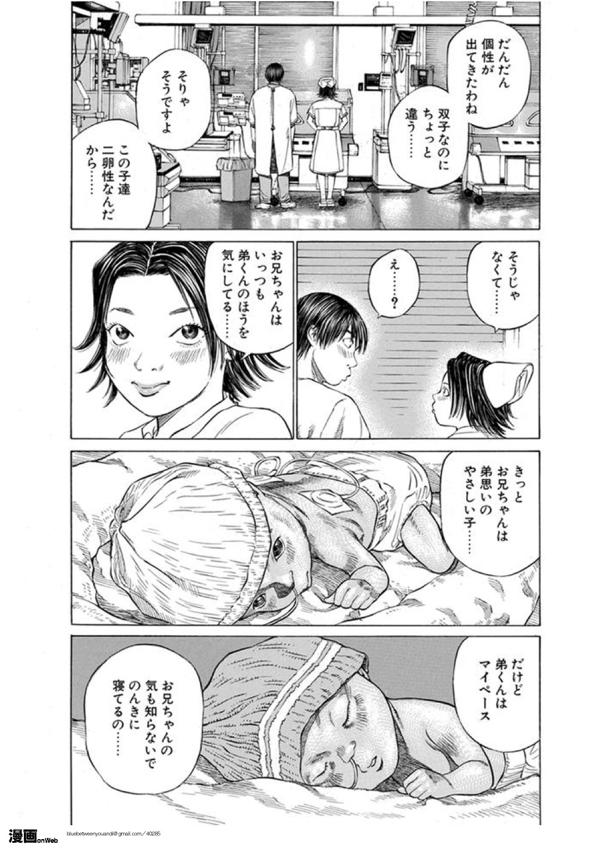 だんだん
個性が
出てきたわね
双子なのに
ちょっと
違う……
そりゃ
そうですよ
この子達
二卵性なんだ
から……
そうじゃ
なくて……
え……?
お兄ちゃんは
いっつも
弟くんのほうを
気にしてる……
きっと
お兄ちゃんは
弟思いの
やさしい子……
だけど
弟くんは
マイペース
お兄ちゃんの
気も知らないで
のんきに
寝てるの……
漫画 on Web
bluebetweenyouandi@gmail.com/40285